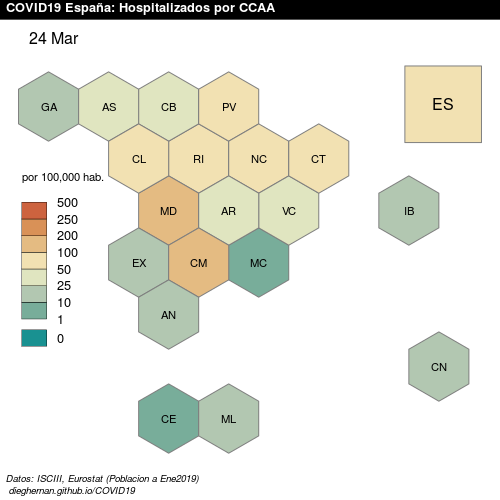 COVID19 España: Hospitalizados por CCAA
24 Mar
GA AS CB PV ES
CL RI NC CT
por 100,000 hab.
500
250
200
100
50
25
10
1
0
MD AR VC IB
EX CM MC
AN
CN
CE ML
Datos: ISCIII, Eurostat (Poblacion a Ene2019)
dieghernan.github.io/COVID19